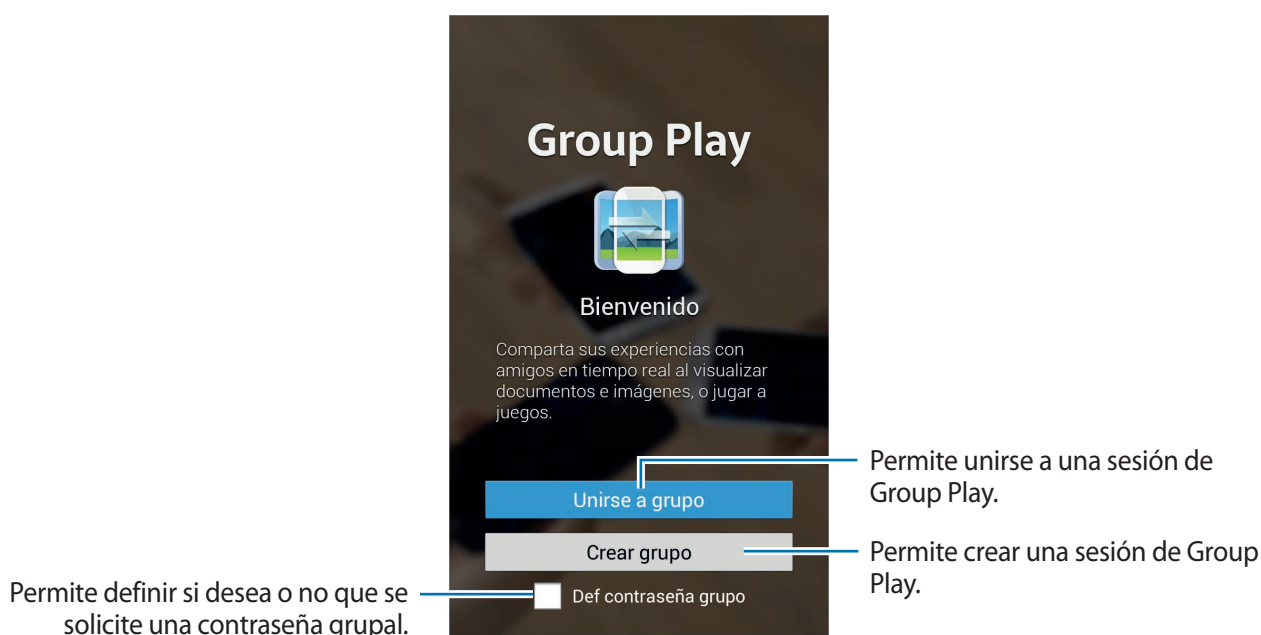 Group Play
Bienvenido
Comparta sus experiencias con
amigos en tiempo real al visualizar
documentos e imágenes, o jugar a
juegos.
Permite unirse a una sesión de
Group Play.
Unirse a grupo
Crear grupo
Permite crear una sesión de Group
Play.
Permite definir si desea o no que se
solicite una contraseña grupal.
Def contraseña grupo